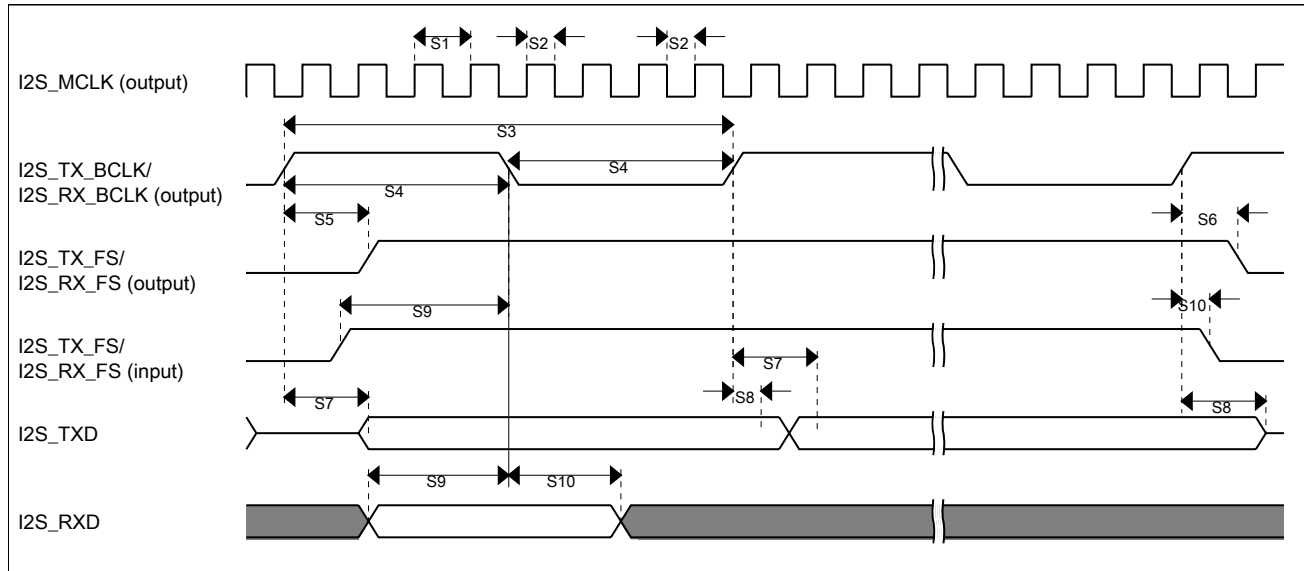 S1 S2 S2
I2S_MCLK (output)
S3
I2S_TX_BCLK/
I2S_RX_BCLK (output)
S4
S4
S5 S6
I2S_TX_FS/
I2S_RX_FS (output)
S9 S10
I2S_TX_FS/
I2S_RX_FS (input)
S7
S7 S8 S8
I2S_TXD
S9 S10
I2S_RXD